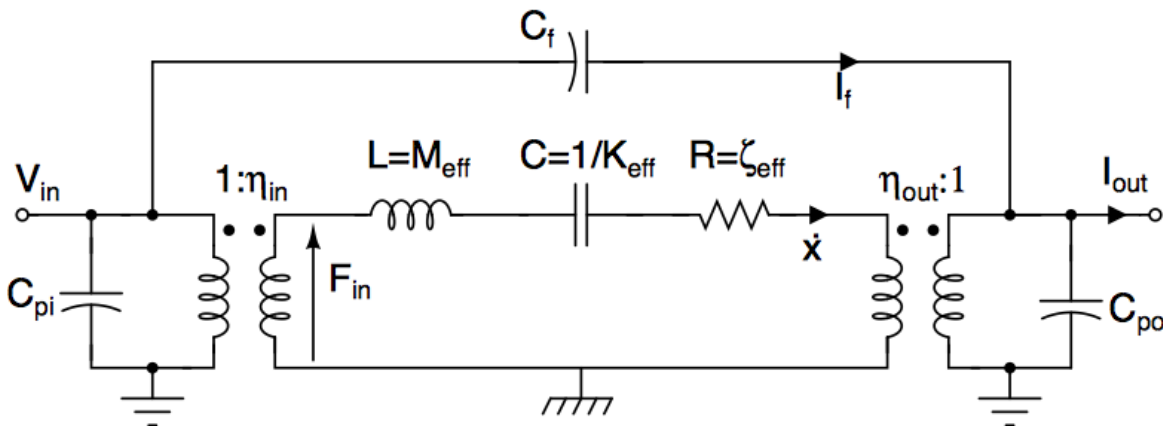 C_f
I_f
L=M_eff C=1/K_eff R=ζ_eff
V_in 1:η_in η_out:1 I_out
ẋ
C_pi F_in C_po